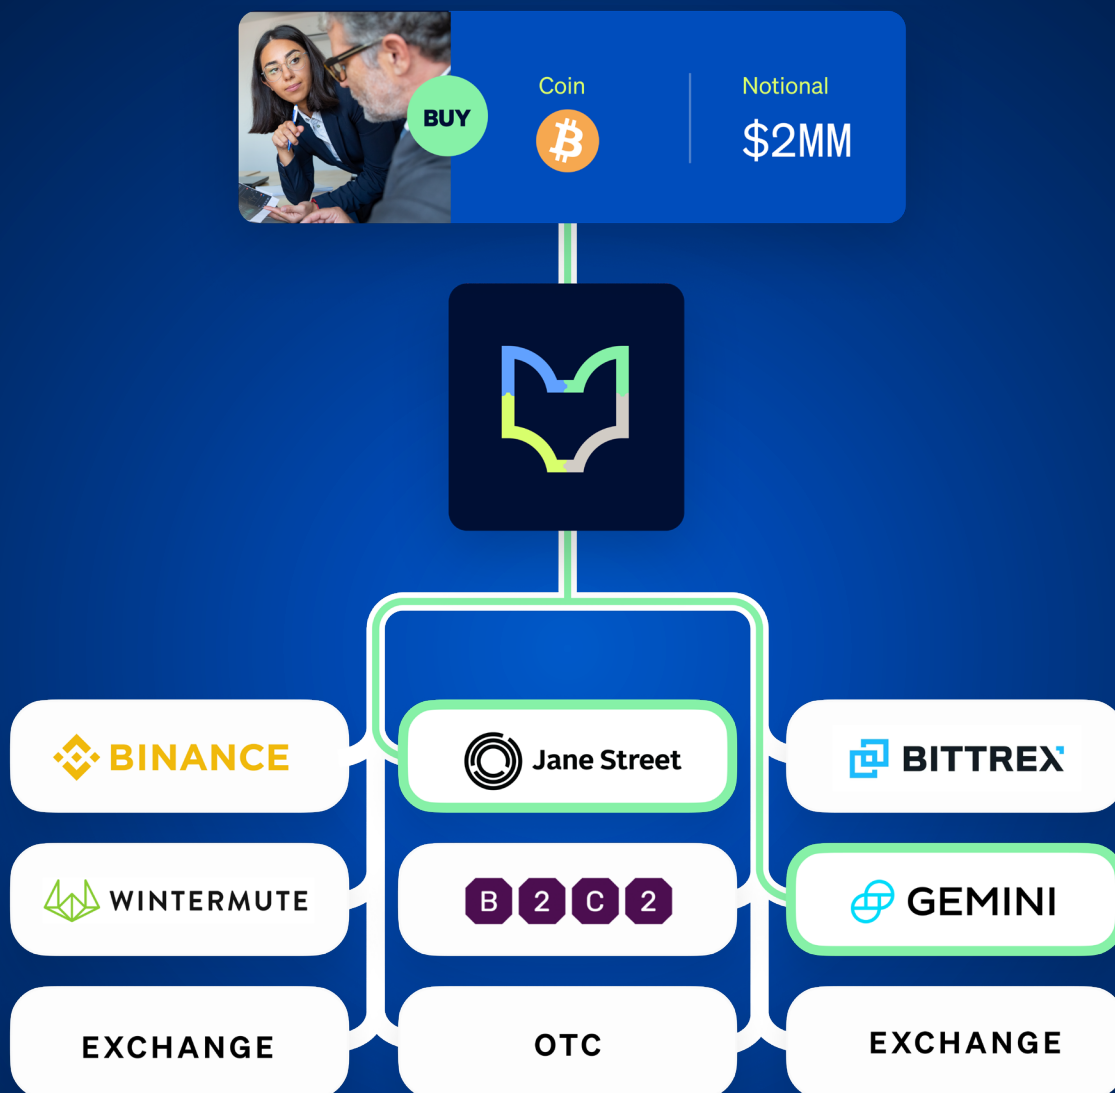 BUY
Coin
Notional
$2MM
BINANCE
Jane Street
BITTREX
WINTERMUTE
B2C2
GEMINI
EXCHANGE
OTC
EXCHANGE